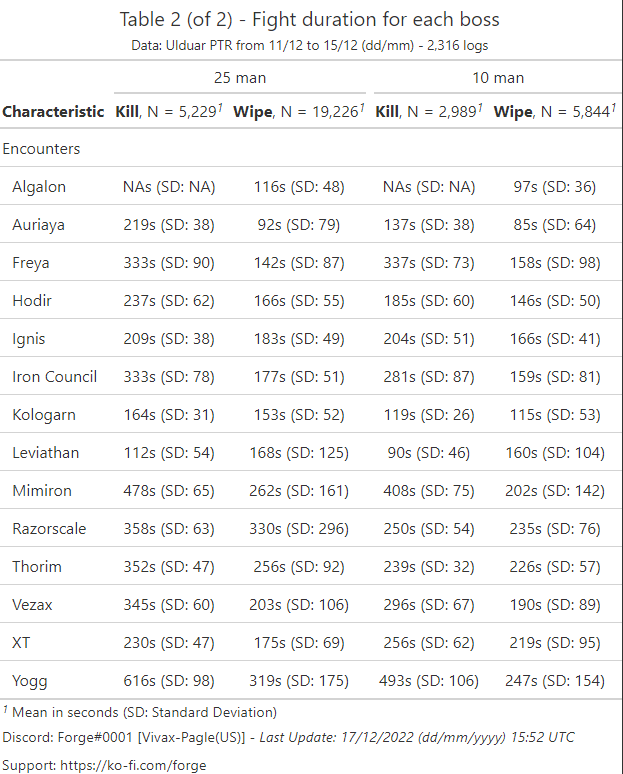 Table 2 (of 2) - Fight duration for each boss
Data: Ulduar PTR from 11/12 to 15/12 (dd/mm) - 2,316 logs
25 man 10 man
Characteristic Kill, N = 5,229¹ Wipe, N = 19,226¹ Kill, N = 2,989¹ Wipe, N = 5,844¹
Encounters
Algalon NAs (SD: NA) 116s (SD: 48) NAs (SD: NA) 97s (SD: 36)
Auriaya 219s (SD: 38) 92s (SD: 79) 137s (SD: 38) 85s (SD: 64)
Freya 333s (SD: 90) 142s (SD: 87) 337s (SD: 73) 158s (SD: 98)
Hodir 237s (SD: 62) 166s (SD: 55) 185s (SD: 60) 146s (SD: 50)
Ignis 209s (SD: 38) 183s (SD: 49) 204s (SD: 51) 166s (SD: 41)
Iron Council 333s (SD: 78) 177s (SD: 51) 281s (SD: 87) 159s (SD: 81)
Kologarn 164s (SD: 31) 153s (SD: 52) 119s (SD: 26) 115s (SD: 53)
Leviathan 112s (SD: 54) 168s (SD: 125) 90s (SD: 46) 160s (SD: 104)
Mimiron 478s (SD: 65) 262s (SD: 161) 408s (SD: 75) 202s (SD: 142)
Razorscale 358s (SD: 63) 330s (SD: 296) 250s (SD: 54) 235s (SD: 76)
Thorim 352s (SD: 47) 256s (SD: 92) 239s (SD: 32) 226s (SD: 57)
Vezax 345s (SD: 60) 203s (SD: 106) 296s (SD: 67) 190s (SD: 89)
XT 230s (SD: 47) 175s (SD: 69) 256s (SD: 62) 219s (SD: 95)
Yogg 616s (SD: 98) 319s (SD: 175) 493s (SD: 106) 247s (SD: 154)
¹ Mean in seconds (SD: Standard Deviation)
Discord: Forge#0001 [Vivax-Pagle(US)] - Last Update: 17/12/2022 (dd/mm/yyyy) 15:52 UTC
Support: https://ko-fi.com/forge